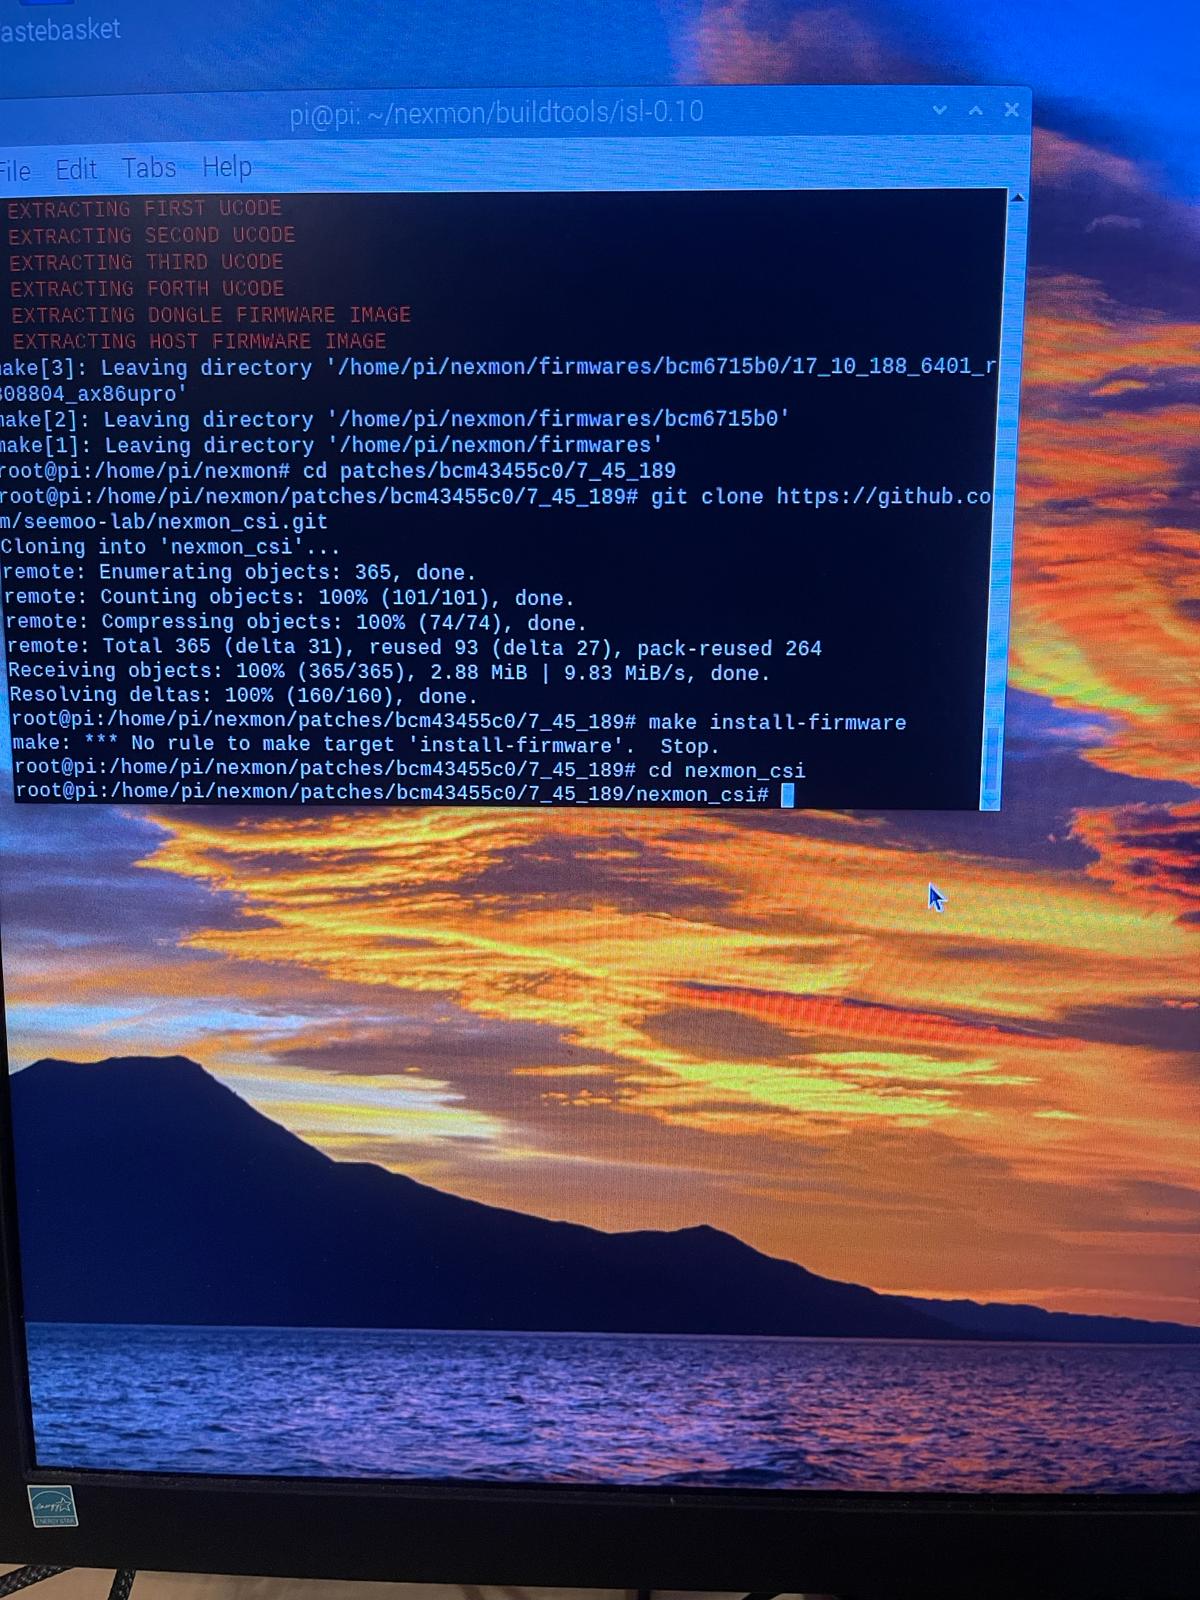 astebasket
pi@pi: ~/nexmon/buildtools/isl-0.10
File Edit Tabs Help
EXTRACTING FIRST UCODE
EXTRACTING SECOND UCODE
EXTRACTING THIRD UCODE
EXTRACTING FORTH UCODE
EXTRACTING DONGLE FIRMWARE IMAGE
EXTRACTING HOST FIRMWARE IMAGE
make[3]: Leaving directory '/home/pi/nexmon/firmwares/bcm6715b0/17_10_188_6401_r
808804_ax86upro'
make[2]: Leaving directory '/home/pi/nexmon/firmwares/bcm6715b0'
make[1]: Leaving directory '/home/pi/nexmon/firmwares'
root@pi:/home/pi/nexmon# cd patches/bcm43455c0/7_45_189
root@pi:/home/pi/nexmon/patches/bcm43455c0/7_45_189# git clone https://github.co
m/seemoo-lab/nexmon_csi.git
Cloning into 'nexmon_csi'...
remote: Enumerating objects: 365, done.
remote: Counting objects: 100% (101/101), done.
remote: Compressing objects: 100% (74/74), done.
remote: Total 365 (delta 31), reused 93 (delta 27), pack-reused 264
Receiving objects: 100% (365/365), 2.88 MiB | 9.83 MiB/s, done.
Resolving deltas: 100% (160/160), done.
root@pi:/home/pi/nexmon/patches/bcm43455c0/7_45_189# make install-firmware
make: *** No rule to make target 'install-firmware'.  Stop.
root@pi:/home/pi/nexmon/patches/bcm43455c0/7_45_189# cd nexmon_csi
root@pi:/home/pi/nexmon/patches/bcm43455c0/7_45_189/nexmon_csi#
energy
ENERGY STAR